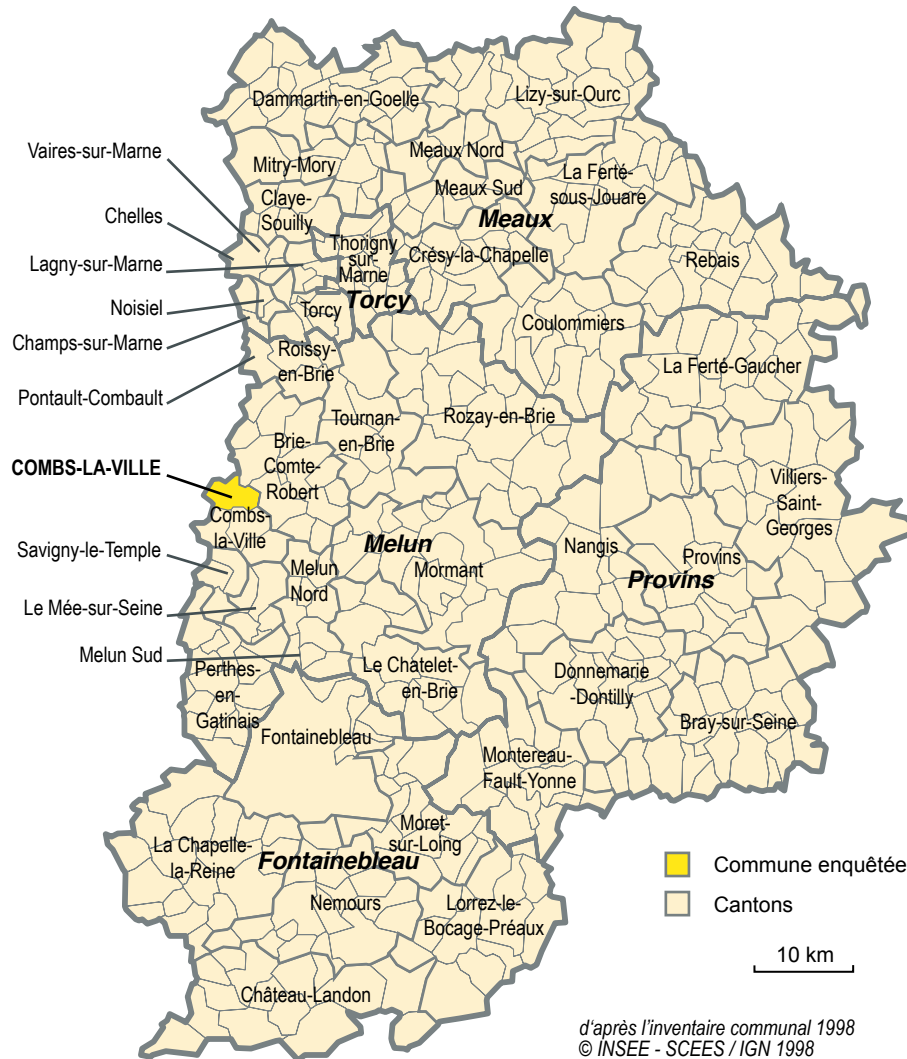 Dammartin-en-Goelle
Lizy-sur-Ourc
Vaires-sur-Marne
Mitry-Mory
Meaux Nord
La Ferté-
sous-Jouare
Meaux Sud
Claye-
Souilly
Chelles
Meaux
Thorigny
sur-
Marne
Crésy-la-Chapelle
Lagny-sur-Marne
Rebais
Noisiel
Torcy
Torcy
Coulommiers
Champs-sur-Marne
Roissy-
en-Brie
La Ferté-Gaucher
Pontault-Combault
Tournan-
en-Brie
Rozay-en-Brie
Brie-
Comte-
Robert
COMBS-LA-VILLE
Villiers-
Saint-
Georges
Combs-
la-Ville
Melun
Nangis
Provins
Savigny-le-Temple
Melun
Nord
Mormant
Provins
Le Mée-sur-Seine
Melun Sud
Perthes-
en-
Gatinais
Le Châtelet-
en-Brie
Donnemarie
-Dontilly
Bray-sur-Seine
Fontainebleau
Montereau-
Fault-Yonne
Moret-
sur-Loing
La Chapelle-
la-Reine
Fontainebleau
Nemours
Lorrez-le-
Bocage-Préaux
Château-Landon
Commune enquêtée
Cantons
10 km
d'après l'inventaire communal 1998
© INSEE - SCEES / IGN 1998